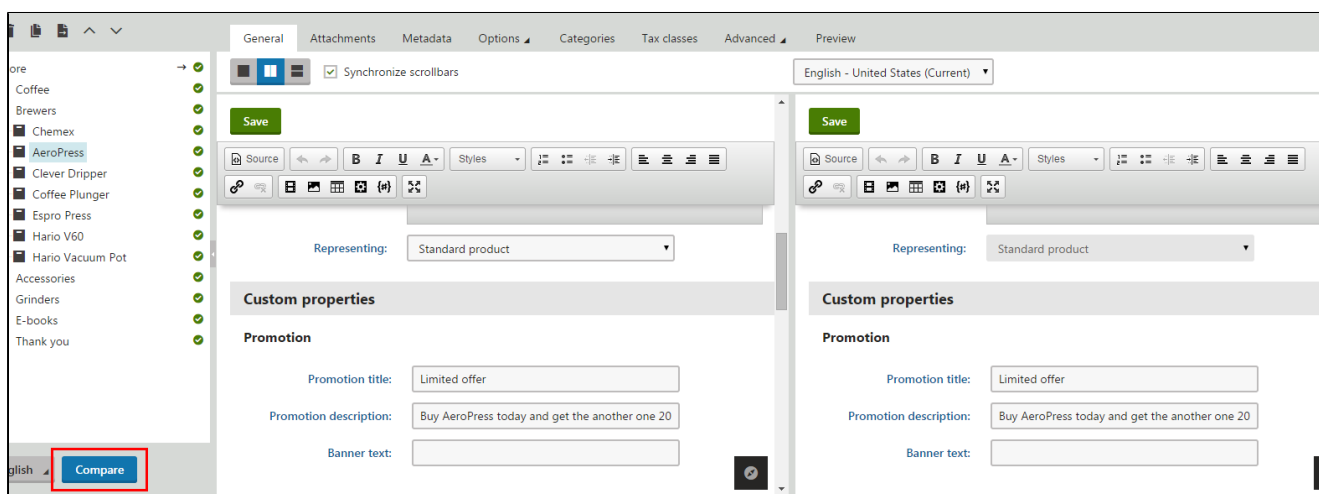 General Attachments Metadata Options Categories Tax classes Advanced Preview
Synchronize scrollbars English - United States (Current)
ore
Coffee
Brewers
Chemex
AeroPress
Clever Dripper
Coffee Plunger
Espro Press
Hario V60
Hario Vacuum Pot
Accessories
Grinders
E-books
Thank you
glish Compare
Save
Source B I U A Styles
Representing: Standard product
Custom properties
Promotion
Promotion title: Limited offer
Promotion description: Buy AeroPress today and get the another one 20
Banner text:
Save
Source B I U A Styles
Representing: Standard product
Custom properties
Promotion
Promotion title: Limited offer
Promotion description: Buy AeroPress today and get the another one 20
Banner text: